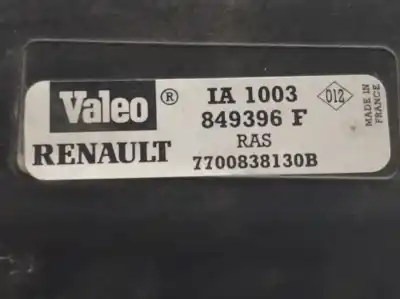 Valeo ® IA 1003 012
849396 F
RENAULT RAS
7700838130B
MADE IN
FRANCE